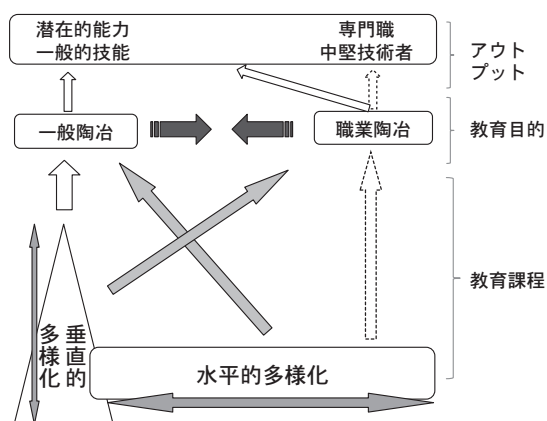 潜在的能力
一般的技能
専門職
中堅技術者
アウト
プット
一般陶冶
職業陶冶
教育目的
教育課程
垂直的
多様化
水平的多様化